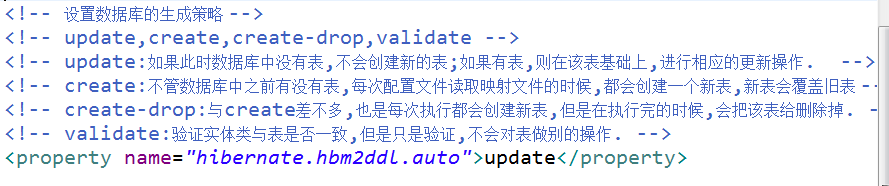 <!-- 设置数据库的生成策略 -->
<!-- update,create,create-drop,validate -->
<!-- update:如果此时数据库中没有表,不会创建新的表;如果有表,则在该表基础上,进行相应的更新操作.  -->
<!-- create:不管数据库中之前有没有表,每次配置文件读取映射文件的时候,都会创建一个新表,新表会覆盖旧表 --
<!-- create-drop:与create差不多,也是每次执行都会创建新表,但是在执行完的时候,会把该表给删除掉. -
<!-- validate:验证实体类与表是否一致,但是只是验证,不会对表做别的操作. -->
<property name="hibernate.hbm2ddl.auto">update</property>